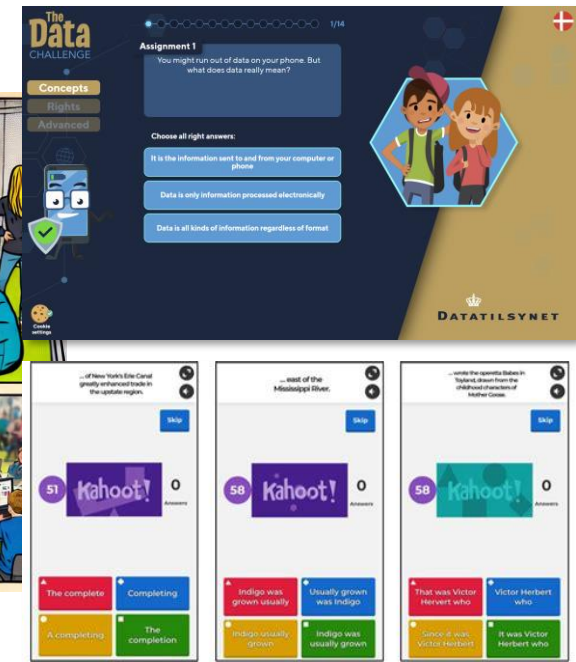 The
Data
CHALLENGE
1/14
Assignment 1
You might run out of data on your phone. But
what does data really mean?
Concepts
Rights
Advanced
Choose all right answers:
It is the information sent to and from your computer or
phone
Data is only information processed electronically
Data is all kinds of information regardless of format
Cookie
settings
DATATILSYNET
... of New York's Erie Canal
greatly enhanced trade in
the upstate region.
Skip
51
Kahoot!
0
Answers
The complete
Completing
A completing
The
completion
... east of the
Mississippi River.
Skip
58
Kahoot!
0
Answers
Indigo was
grown usually
Usually grown
was Indigo
Indigo usually
grown
Indigo was
usually grown
... wrote the operetta Babes in
Toyland, drawn from the
childhood characters of
Mother Goose.
Skip
58
Kahoot!
0
Answers
That was Victor
Hervert who
Victor Herbert
who
Since it was
Victor Herbert
It was Victor
Herbert who